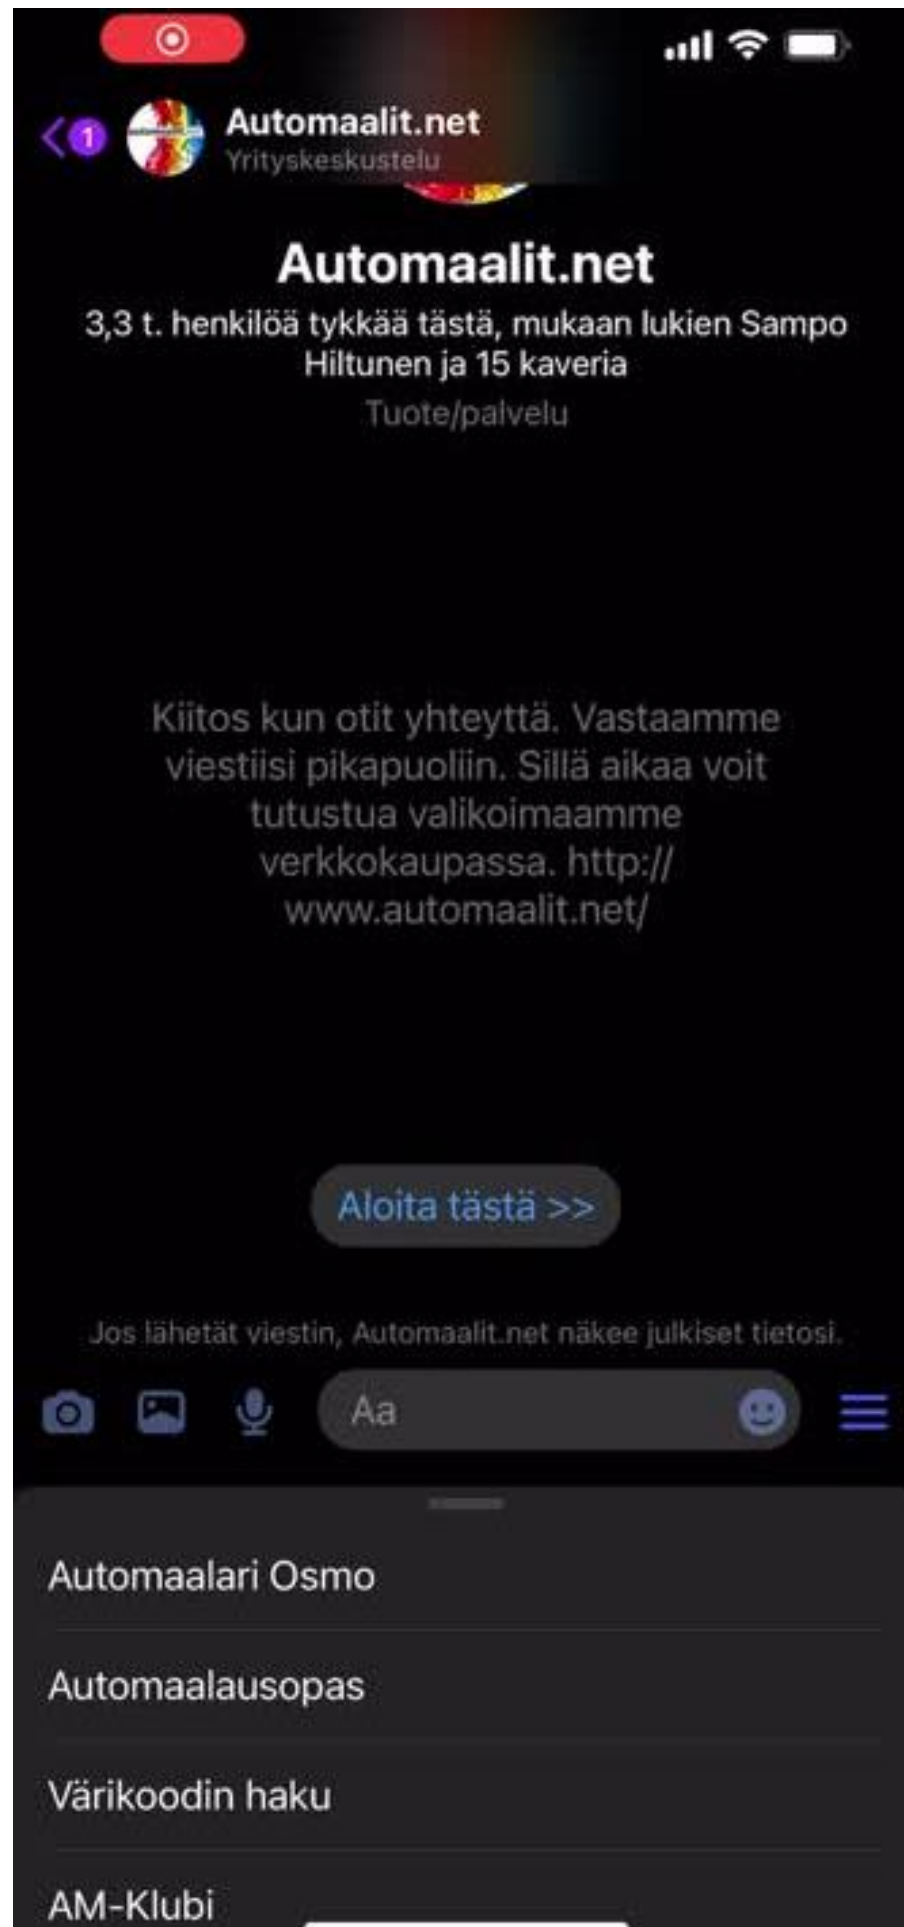 1
Automaalit.net
Yrityskeskustelu
Automaalit.net
3,3 t. henkilöä tykkää tästä, mukaan lukien Sampo
Hiltunen ja 15 kaveria
Tuote/palvelu
Kiitos kun otit yhteyttä. Vastaamme
viestiisi pikapuoliin. Sillä aikaa voit
tutustua valikoimaamme
verkkokaupassa. http://
www.automaalit.net/
Aloita tästä >>
Jos lähetät viestin, Automaalit.net näkee julkiset tietosi.
Aa
Automaalari Osmo
Automaalausopas
Värikoodin haku
AM-Klubi